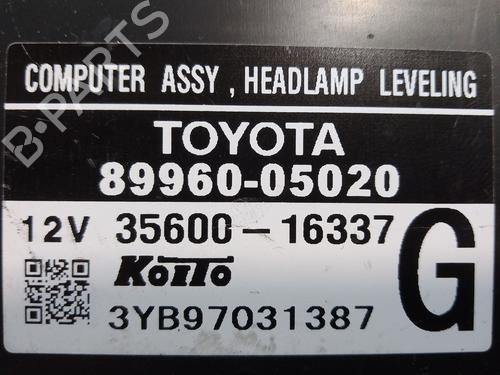 COMPUTER ASSY , HEADLAMP LEVELING
TOYOTA
89960-05020
12V 35600-16337
KOITO
3YB97031387
G
B-PARTS